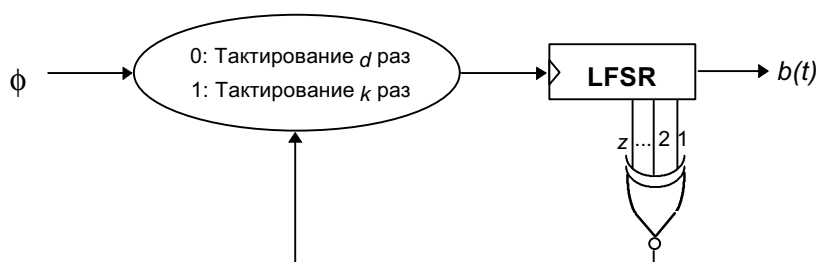 0: Тактирование d раз
1: Тактирование k раз
ϕ
LFSR
b(t)
z ... 2 1